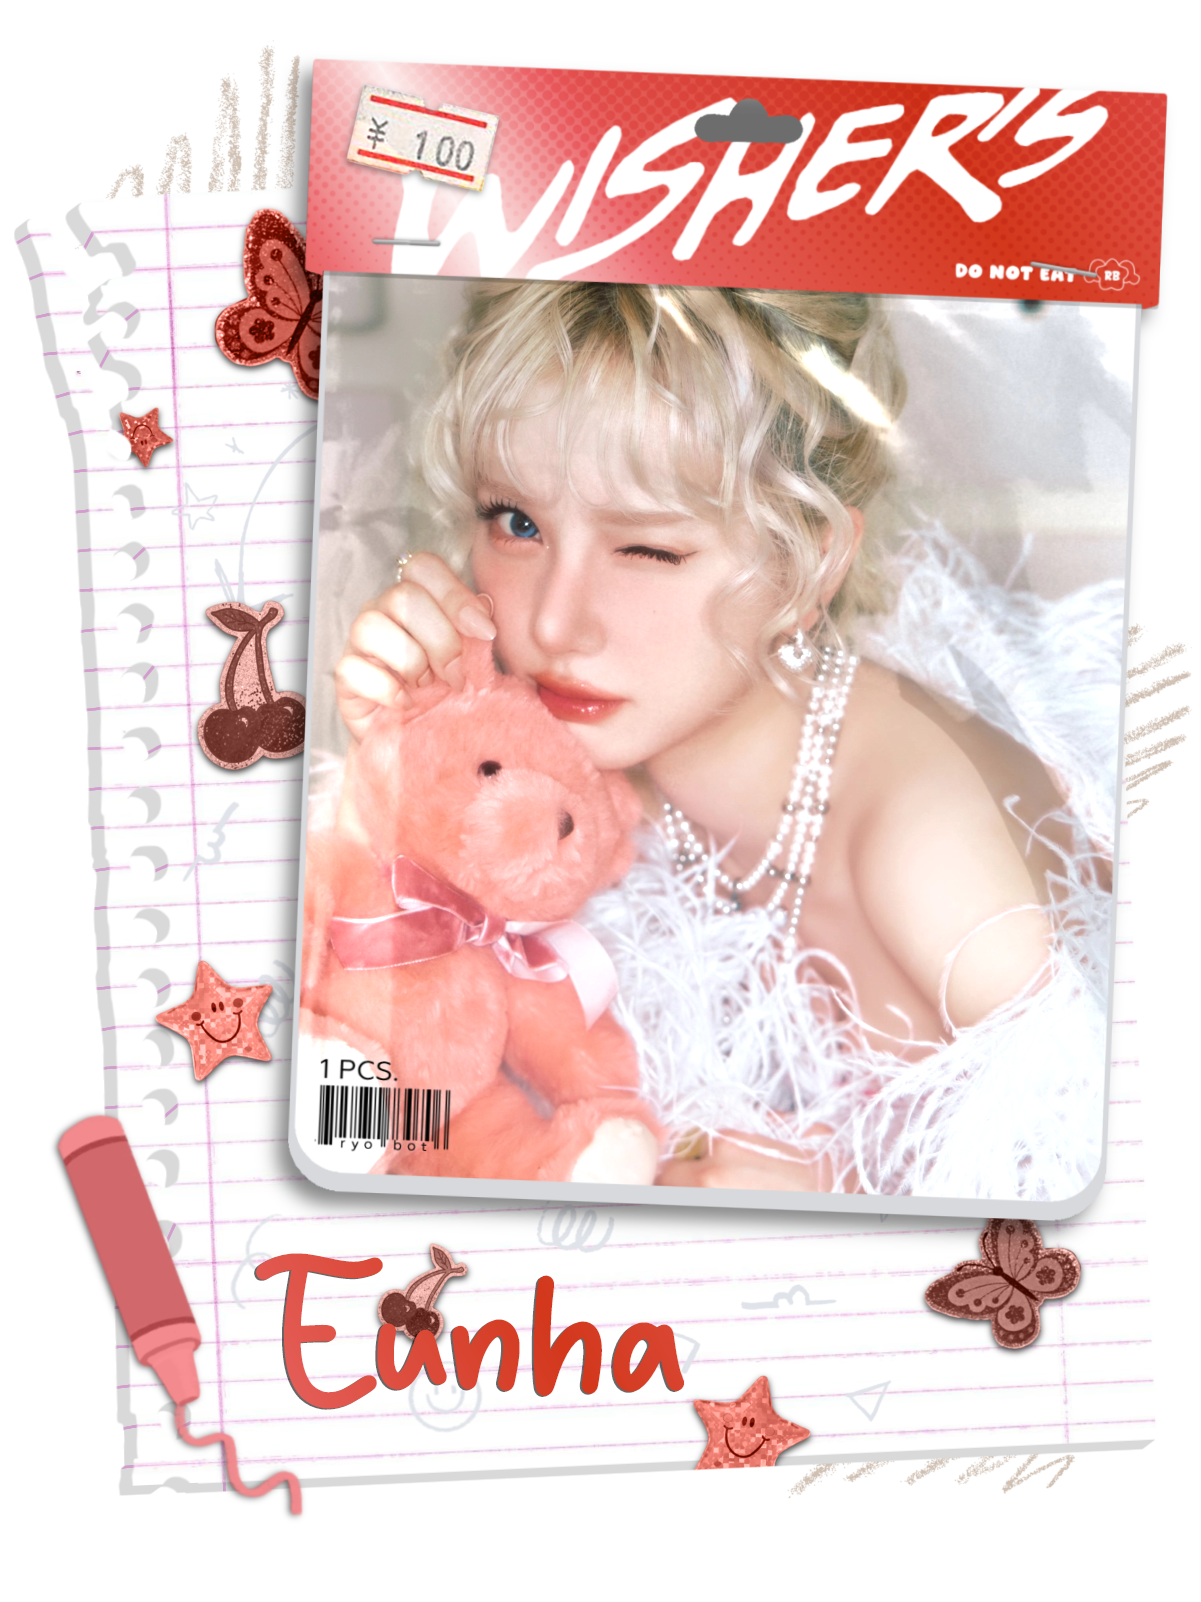 ¥ 100
WISHER'S
DO NOT EAT
RB
1 PCS.
ryo bot
Eunha